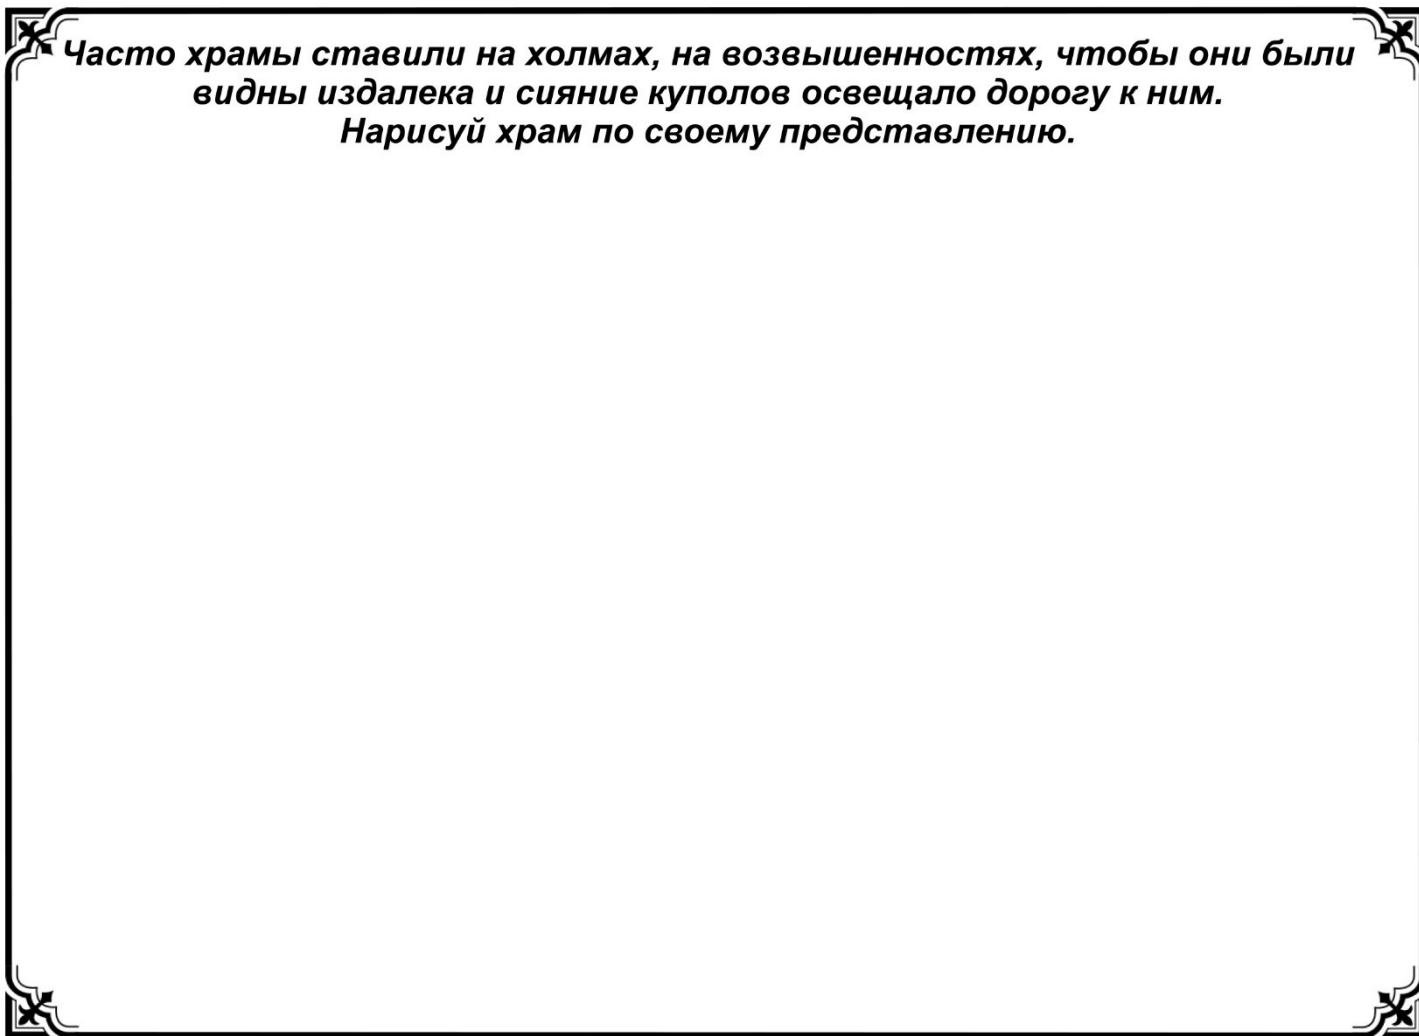 Часто храмы ставили на холмах, на возвышенностях, чтобы они были
видны издалека и сияние куполов освещало дорогу к ним.
Нарисуй храм по своему представлению.